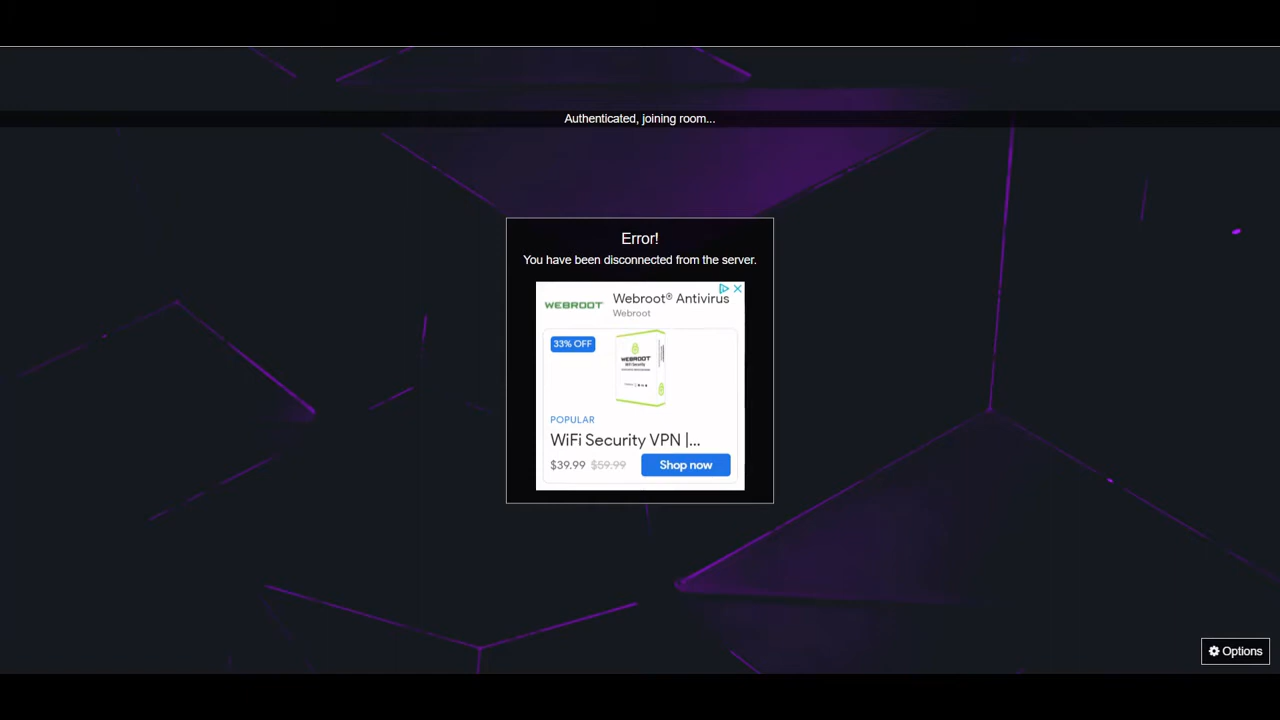 Authenticated, joining room...
Error!
You have been disconnected from the server.
WEBROOT
Webroot® Antivirus
Webroot
33% OFF
WEBROOT
POPULAR
WiFi Security VPN |...
$39.99 $59.99
Shop now
Options